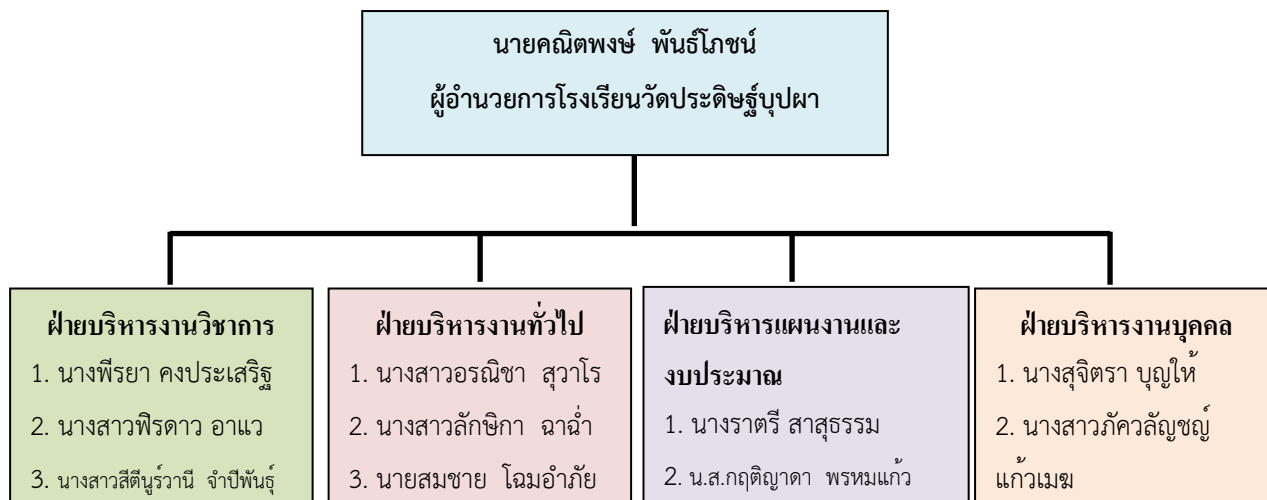 นายคณิตพงษ์  พันธ์โภชน์
ผู้อำนวยการโรงเรียนวัดประดิษฐ์บุปผา
ฝ่ายบริหารงานวิชาการ
1. นางพีรยา คงประเสริฐ
2. นางสาวฟิรดาว อาแว
3. นางสาวสีตีนูร์วานี  จำปีพันธุ์
ฝ่ายบริหารงานทั่วไป
1. นางสาวอรณิชา  สุวาโร
2. นางสาวลักษิกา  ฉาฉ่ำ
3. นายสมชาย  โฉมอำภัย
ฝ่ายบริหารแผนงานและ
งบประมาณ
1. นางราตรี สาสุธรรม
2. น.ส.กฤติญาดา  พรหมแก้ว
ฝ่ายบริหารงานบุคคล
1. นางสุจิตรา บุญให้
2. นางสาวภัควลัญชญ์
แก้วเมฆ